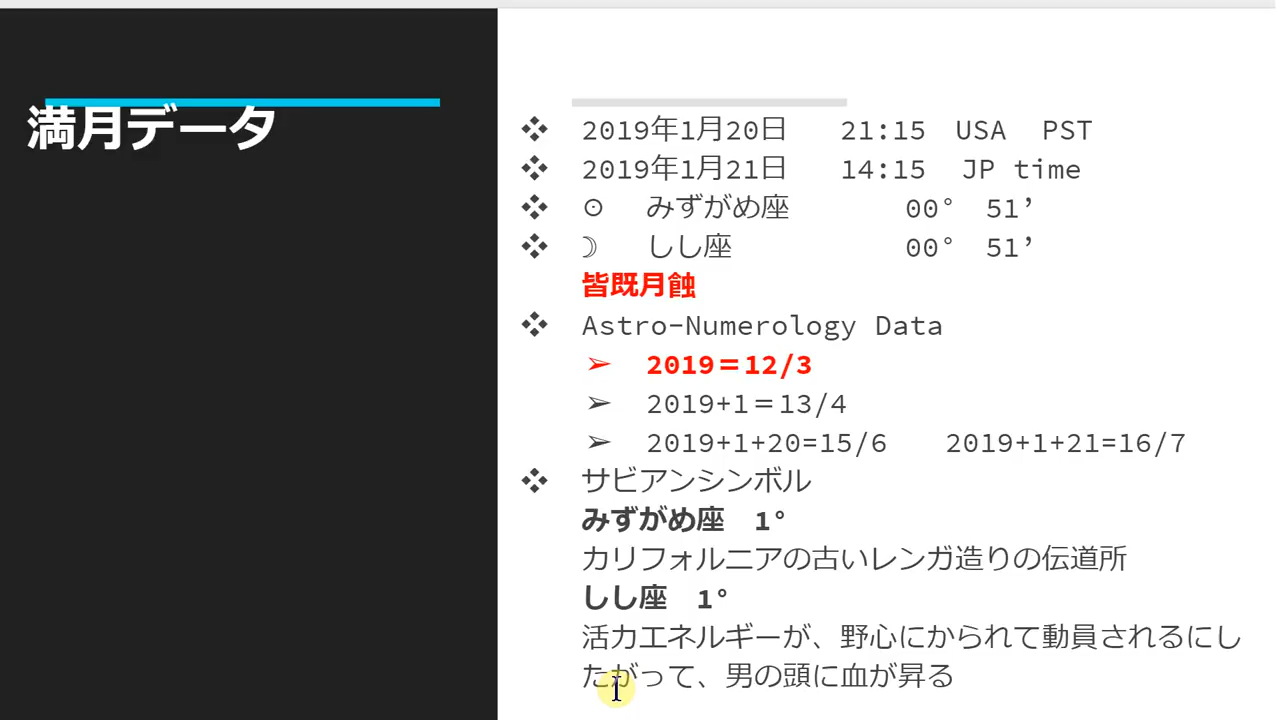 満月データ
❖ 2019年1月20日 21:15 USA PST
❖ 2019年1月21日 14:15 JP time
❖ ☉ みずがめ座 00° 51’
❖ ☽ しし座 00° 51’
皆既月蝕
❖ Astro-Numerology Data
➢ 2019＝12/3
➢ 2019+1＝13/4
➢ 2019+1+20=15/6 2019+1+21=16/7
❖ サビアンシンボル
みずがめ座 1°
カリフォルニアの古いレンガ造りの伝道所
しし座 1°
活力エネルギーが、野心にかられて動員されるにし
たがって、男の頭に血が昇る